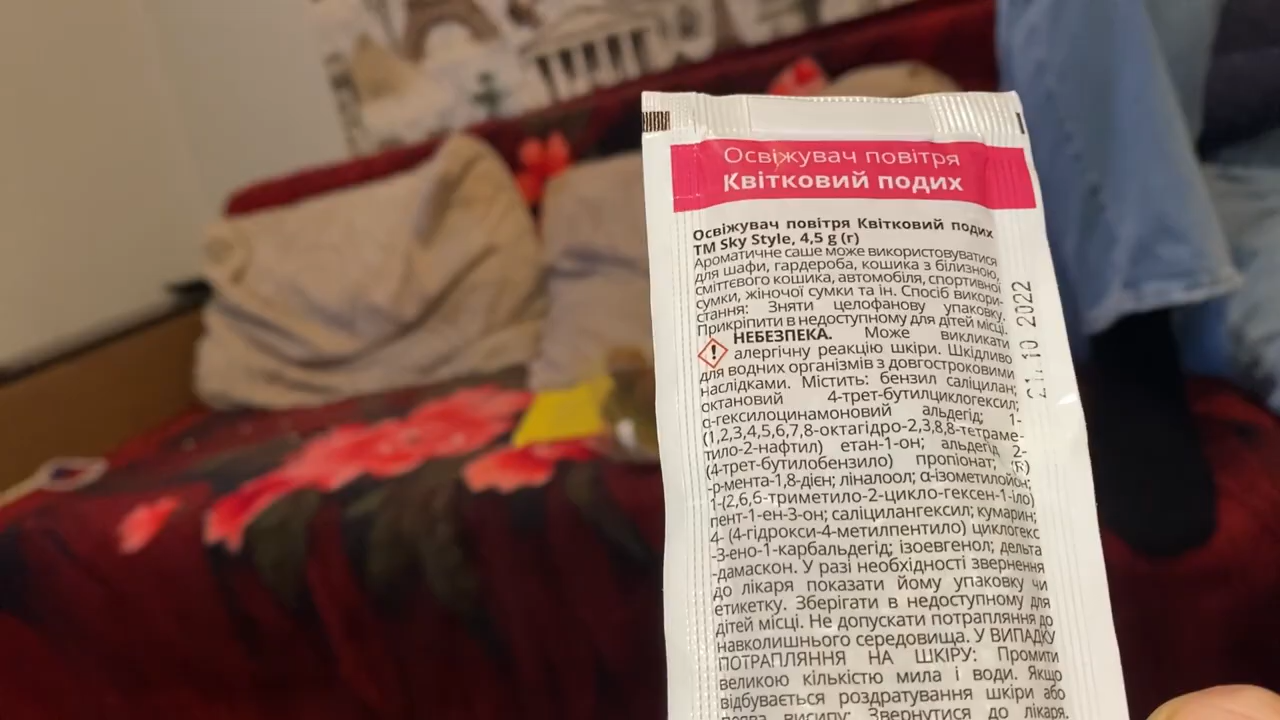 Освіжувач повітря
Квітковий подих
Освіжувач повітря Квітковий подих
TM Sky Style, 4,5 g (г)
Ароматичне саше може використовуватися
для шафи, гардероба, кошика з білизною,
сміттєвого кошика, автомобіля, спортивної
сумки, жіночої сумки та ін. Спосіб викори-
стання: Зняти целофанову упаковку.
Прикріпити в недоступному для дітей місці.
НЕБЕЗПЕКА. Може викликати
алергічну реакцію шкіри. Шкідливо
для водних організмів з довгостроковими
наслідками. Містить: бензил саліцилан;
октановий 4-трет-бутилциклогексил;
α-гексилоцинамоновий альдегід; 1-
(1,2,3,4,5,6,7,8-октагідро-2,3,8,8-тетраме-
тило-2-нафтил) етан-1-он; альдегід 2-
(4-трет-бутилобензило) пропіонат; (R)
-p-мента-1,8-дієн; ліналоол; α-ізометилойон;
1-(2,6,6-триметило-2-цикло-гексен-1-іло)
пент-1-ен-3-он; саліцилангексил; кумарин;
4- (4-гідрокси-4-метилпентило) циклогекс
-3-ено-1-карбальдегід; ізоевгенол; дельта
-дамаскон. У разі необхідності звернення
до лікаря показати йому упаковку чи
етикетку. Зберігати в недоступному для
дітей місці. Не допускати потрапляння до
навколишнього середовища. У ВИПАДКУ
ПОТРАПЛЯННЯ НА ШКІРУ: Промити
великою кількістю мила і води. Якщо
відбувається роздратування шкіри або
поява висипу: Звернутися до лікаря.
10 2022